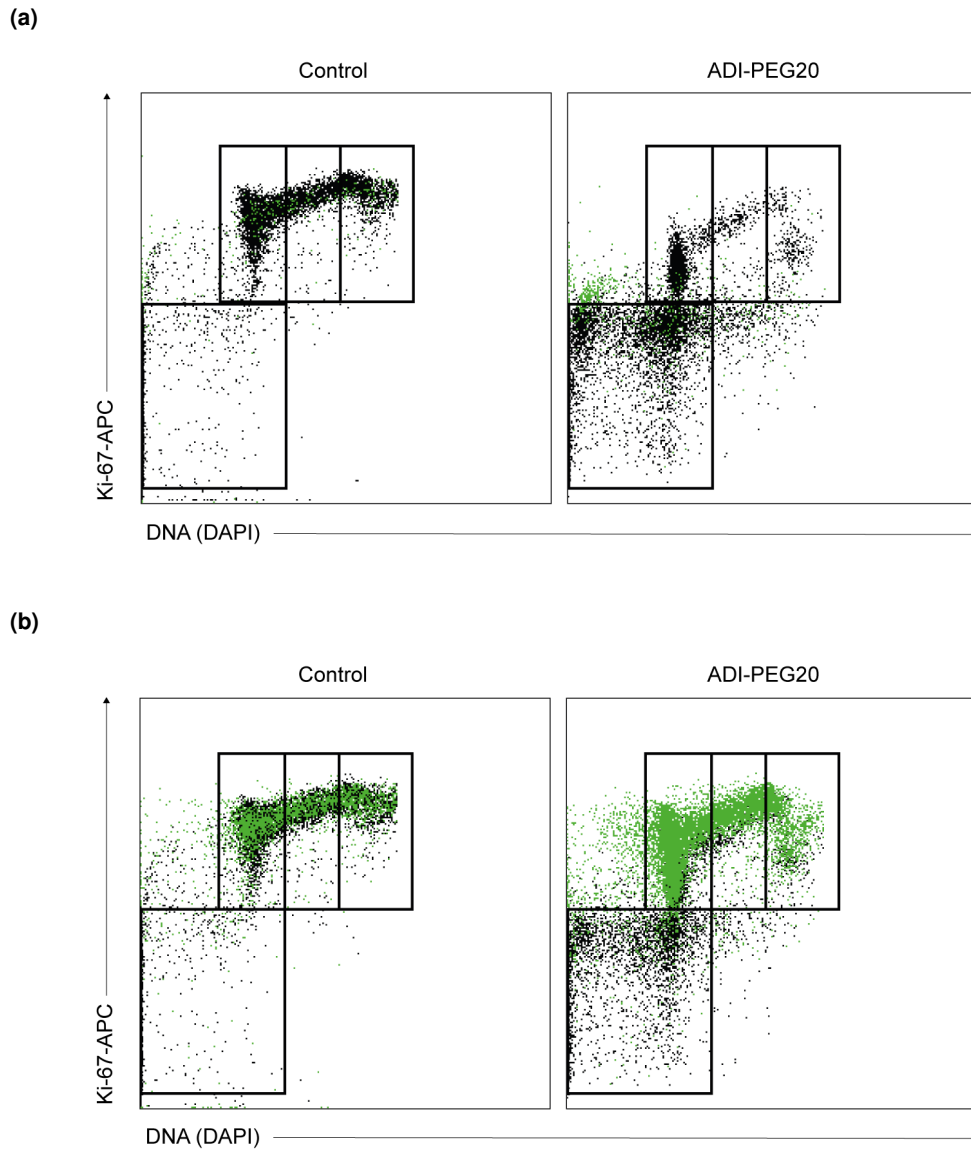 (a)
Control
ADI-PEG20
Ki-67-APC
DNA (DAPI)
(b)
Control
ADI-PEG20
Ki-67-APC
DNA (DAPI)